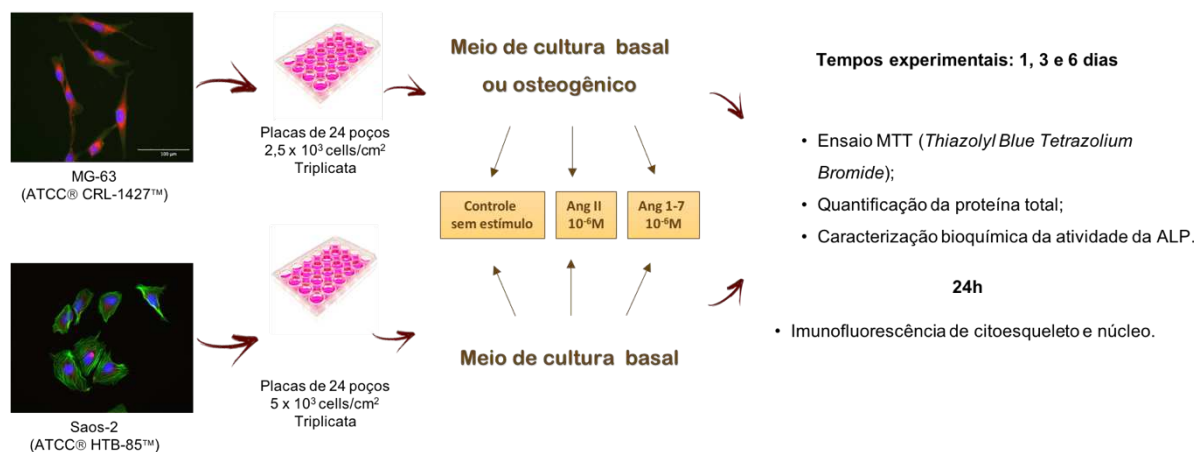 100 µm
MG-63
(ATCC® CRL-1427™)
Placas de 24 poços
2,5 x 10³ cells/cm²
Triplicata
Meio de cultura basal
ou osteogênico
Controle
sem estímulo
Ang II
10⁻⁶M
Ang 1-7
10⁻⁶M
Saos-2
(ATCC® HTB-85™)
Placas de 24 poços
5 x 10³ cells/cm²
Triplicata
Meio de cultura basal
Tempos experimentais: 1, 3 e 6 dias
• Ensaio MTT (Thiazolyl Blue Tetrazolium
Bromide);
• Quantificação da proteína total;
• Caracterização bioquímica da atividade da ALP.
24h
• Imunofluorescência de citoesqueleto e núcleo.